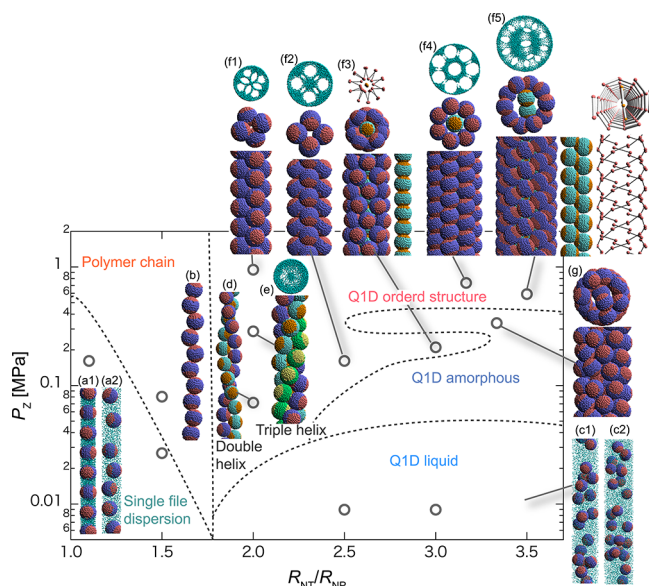 (f1)
(f2)
(f3)
(f4)
(f5)
2
1
8
6
4
2
0.1
8
6
4
2
0.01
8
6
P_Z [MPa]
Polymer chain
(b)
(d)
(e)
Q1D orderd structure
(g)
Q1D amorphous
(a1)
(a2)
Triple helix
Double
helix
Q1D liquid
(c1)
(c2)
Single file
dispersion
1.0
1.5
2.0
2.5
3.0
3.5
R_NT/R_NP